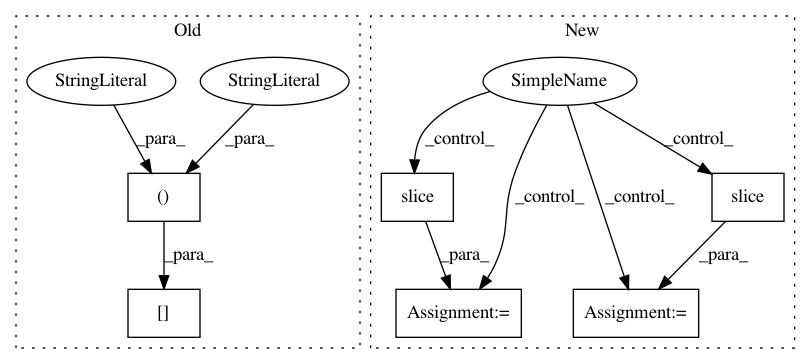 Old
New
StringLiteral
StringLiteral
SimpleName
_para_
_para_
_control_
_control_
()
slice
slice
_control_
_control_
_para_
_para_
_para_
[]
Assignment:=
Assignment:=